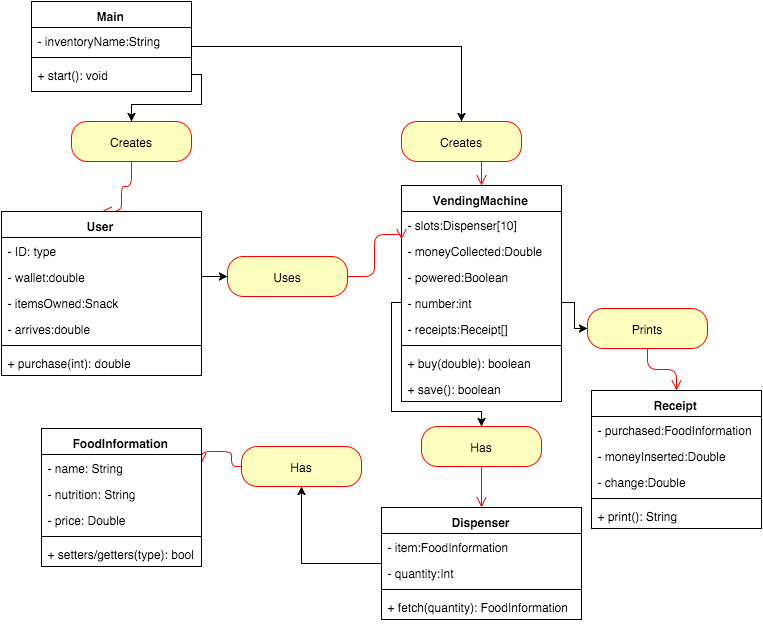 Main
- inventoryName:String
+ start(): void
Creates
Creates
User
- ID: type
- wallet:double
- itemsOwned:Snack
- arrives:double
+ purchase(int): double
Uses
VendingMachine
- slots:Dispenser[10]
- moneyCollected:Double
- powered:Boolean
- number:int
- receipts:Receipt[]
+ buy(double): boolean
+ save(): boolean
Prints
Receipt
- purchased:FoodInformation
- moneyInserted:Double
- change:Double
+ print(): String
FoodInformation
- name: String
- nutrition: String
- price: Double
+ setters/getters(type): bool
Has
Has
Dispenser
- item:FoodInformation
- quantity:Int
+ fetch(quantity): FoodInformation